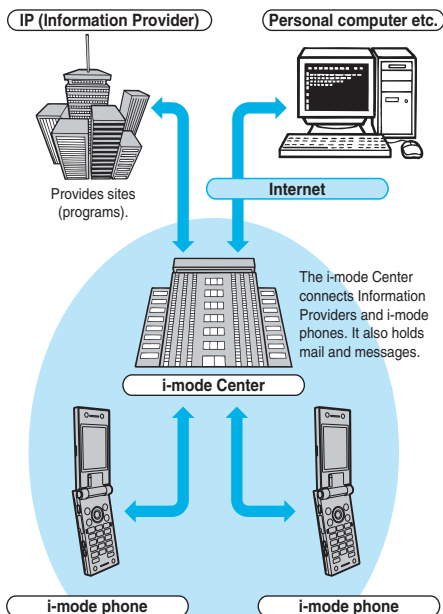 IP (Information Provider)
Personal computer etc.
Provides sites
(programs).
Internet
The i-mode Center
connects Information
Providers and i-mode
phones. It also holds
mail and messages.
i-mode Center
i-mode phone
i-mode phone